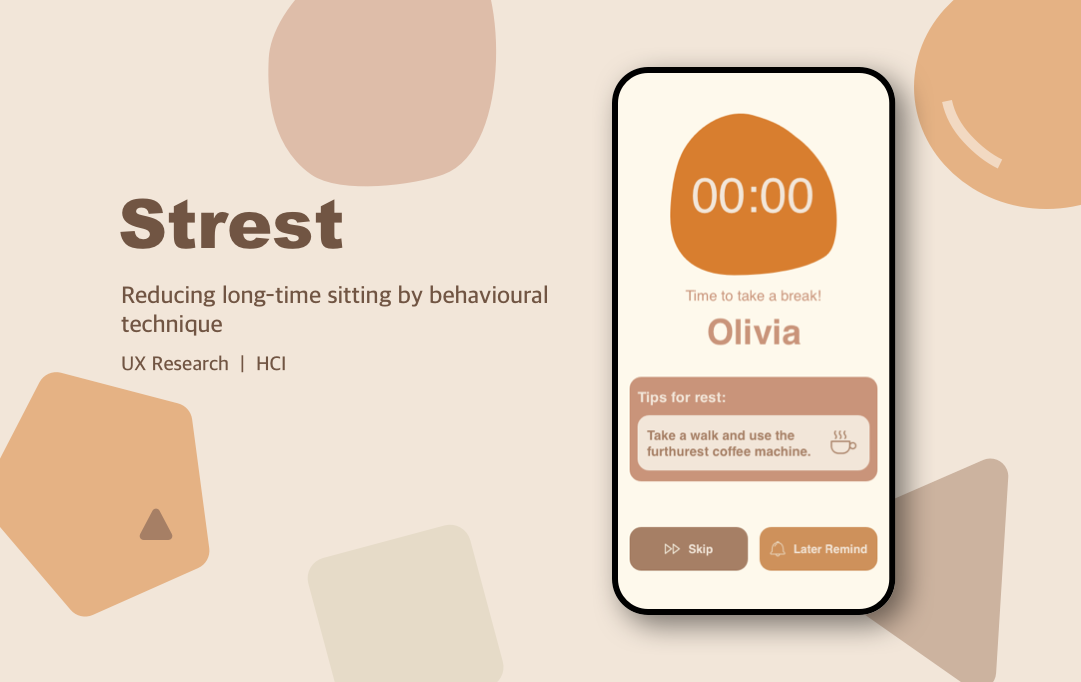 Strest
Reducing long-time sitting by behavioural
technique
UX Research | HCI
00:00
Time to take a break!
Olivia
Tips for rest:
Take a walk and use the
furthurest coffee machine.
Skip
Later Remind